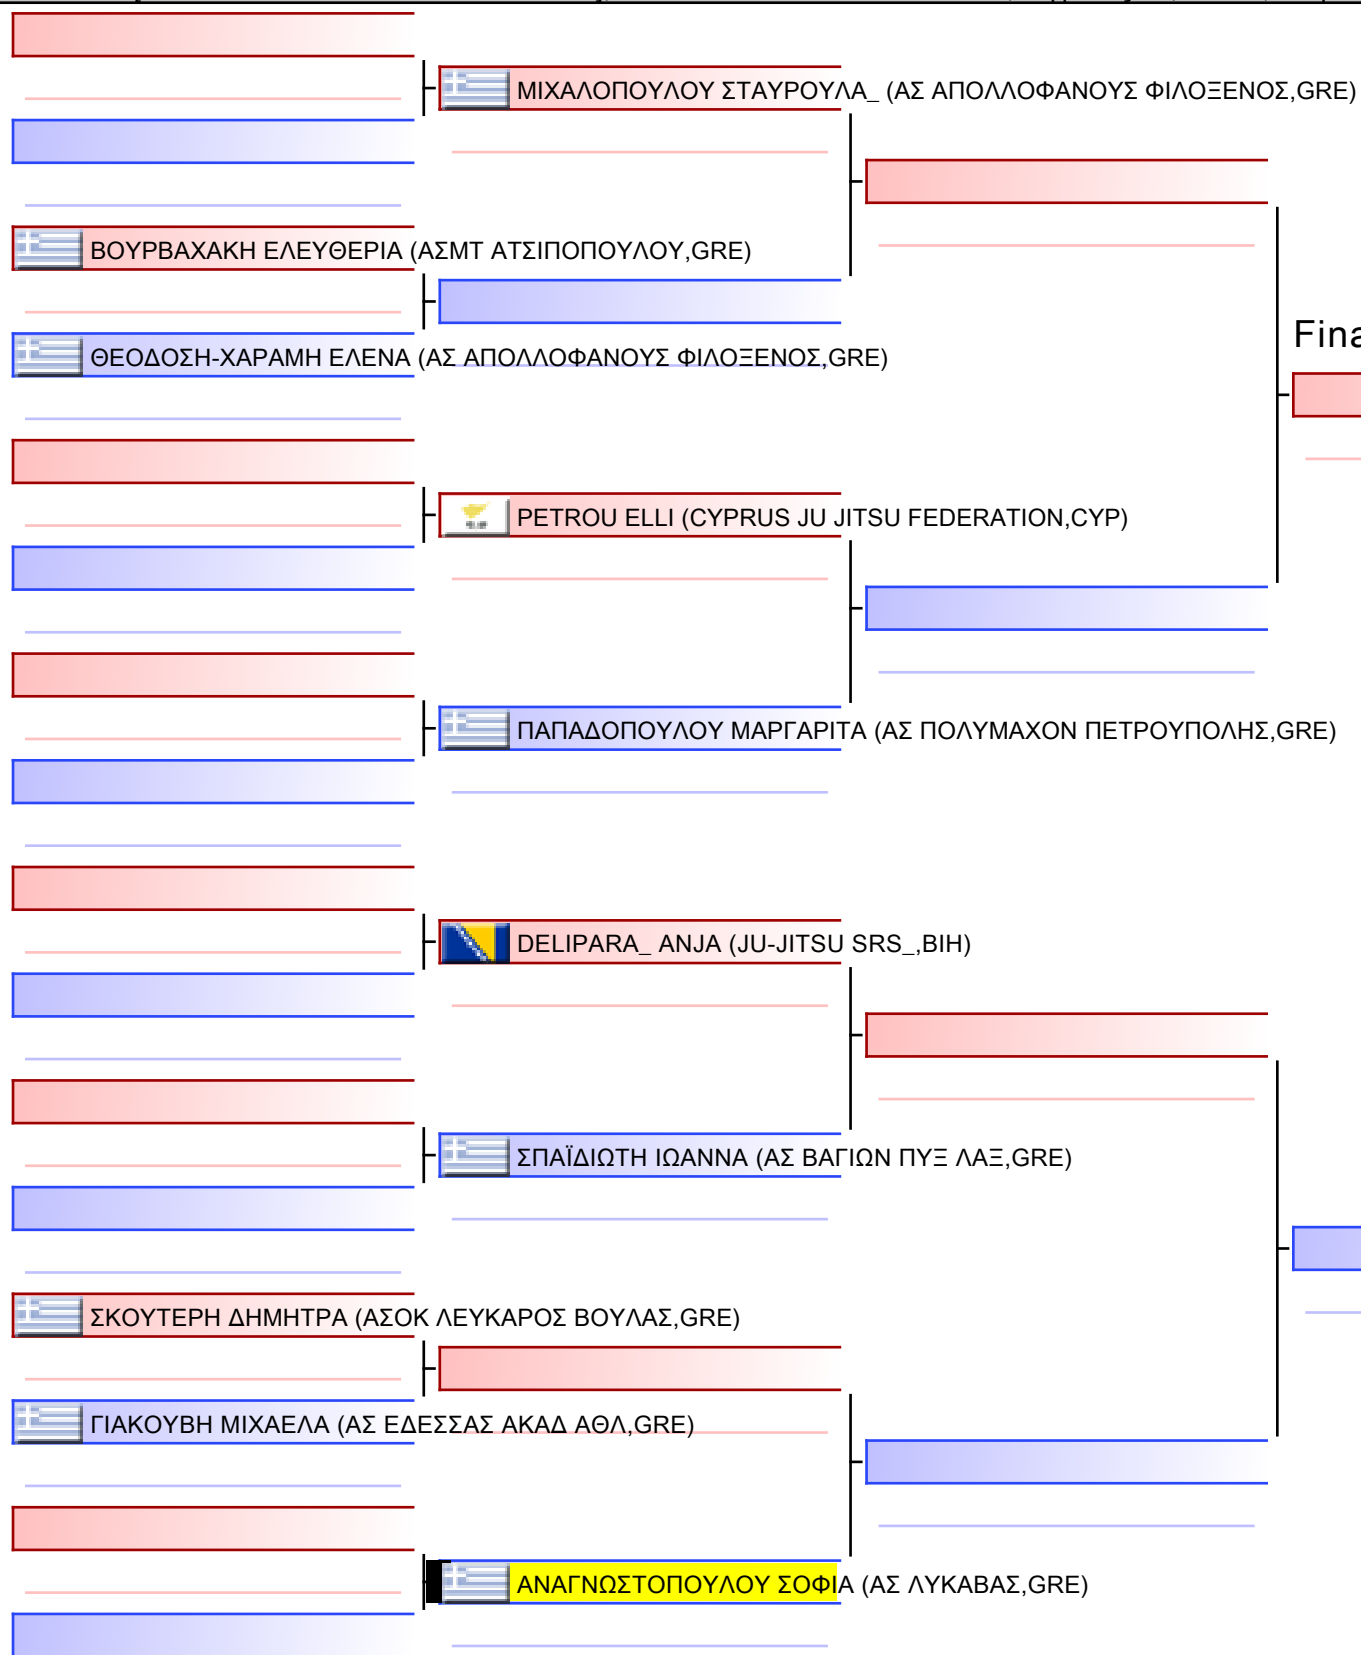 ΜΙΧΑΛΟΠΟΥΛΟΥ ΣΤΑΥΡΟΥΛΑ_ (ΑΣ ΑΠΟΛΛΟΦΑΝΟΥΣ ΦΙΛΟΞΕΝΟΣ,GRE)
ΒΟΥΡΒΑΧΑΚΗ ΕΛΕΥΘΕΡΙΑ (ΑΣΜΤ ΑΤΣΙΠΟΠΟΥΛΟΥ,GRE)
Fina
ΘΕΟΔΟΣΗ-ΧΑΡΑΜΗ ΕΛΕΝΑ (ΑΣ ΑΠΟΛΛΟΦΑΝΟΥΣ ΦΙΛΟΞΕΝΟΣ,GRE)
PETROU ELLI (CYPRUS JU JITSU FEDERATION,CYP)
ΠΑΠΑΔΟΠΟΥΛΟΥ ΜΑΡΓΑΡΙΤΑ (ΑΣ ΠΟΛΥΜΑΧΟΝ ΠΕΤΡΟΥΠΟΛΗΣ,GRE)
DELIPARA_ ANJA (JU-JITSU SRS_,BIH)
ΣΠΑΪΔΙΩΤΗ ΙΩΑΝΝΑ (ΑΣ ΒΑΓΙΩΝ ΠΥΞ ΛΑΞ,GRE)
ΣΚΟΥΤΕΡΗ ΔΗΜΗΤΡΑ (ΑΣΟΚ ΛΕΥΚΑΡΟΣ ΒΟΥΛΑΣ,GRE)
ΓΙΑΚΟΥΒΗ ΜΙΧΑΕΛΑ (ΑΣ ΕΔΕΣΣΑΣ ΑΚΑΔ ΑΘΛ,GRE)
ΑΝΑΓΝΩΣΤΟΠΟΥΛΟΥ ΣΟΦΙΑ (ΑΣ ΛΥΚΑΒΑΣ,GRE)